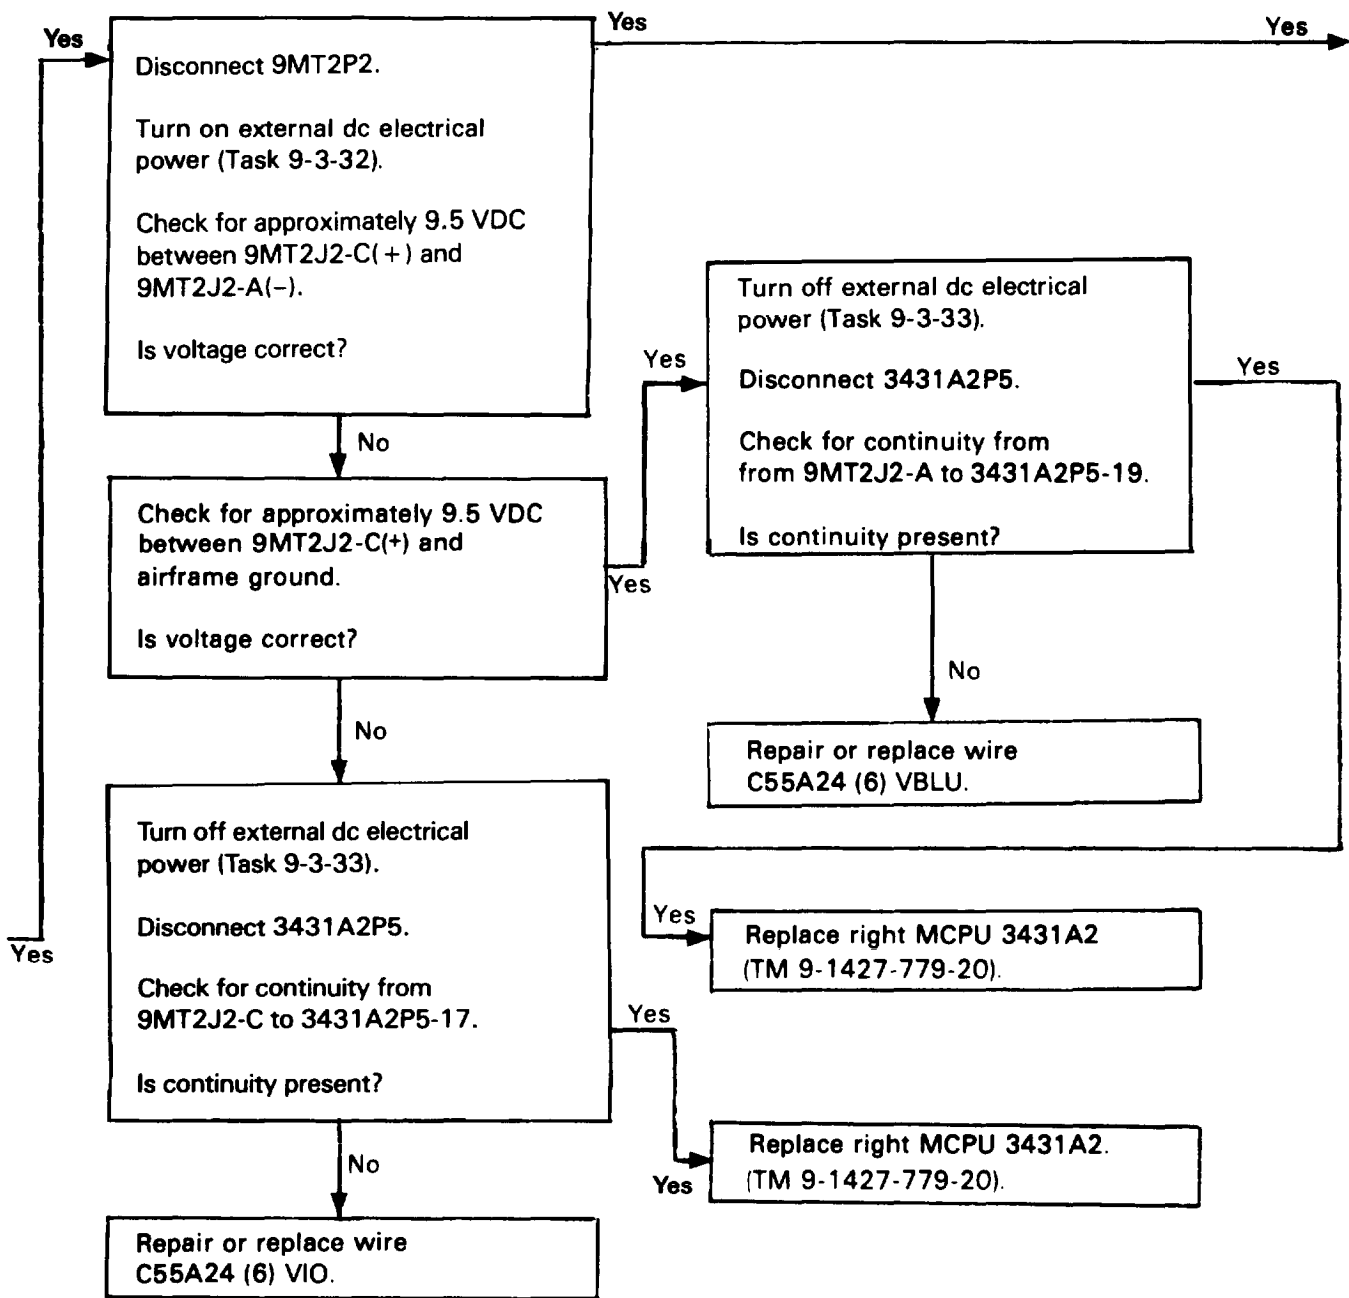 Yes
Disconnect 9MT2P2.
Turn on external dc electrical
power (Task 9-3-32).
Check for approximately 9.5 VDC
between 9MT2J2-C(+) and
9MT2J2-A(-).
Is voltage correct?
Yes
Yes
No
Check for approximately 9.5 VDC
between 9MT2J2-C(+) and
airframe ground.
Is voltage correct?
Yes
Yes
Turn off external dc electrical
power (Task 9-3-33).
Disconnect 3431A2P5.
Check for continuity from
from 9MT2J2-A to 3431A2P5-19.
Is continuity present?
Yes
No
Repair or replace wire
C55A24 (6) VBLU.
Yes
Replace right MCPU 3431A2
(TM 9-1427-779-20).
No
Turn off external dc electrical
power (Task 9-3-33).
Disconnect 3431A2P5.
Check for continuity from
9MT2J2-C to 3431A2P5-17.
Is continuity present?
Yes
Yes
Yes
Replace right MCPU 3431A2.
(TM 9-1427-779-20).
No
Repair or replace wire
C55A24 (6) VIO.